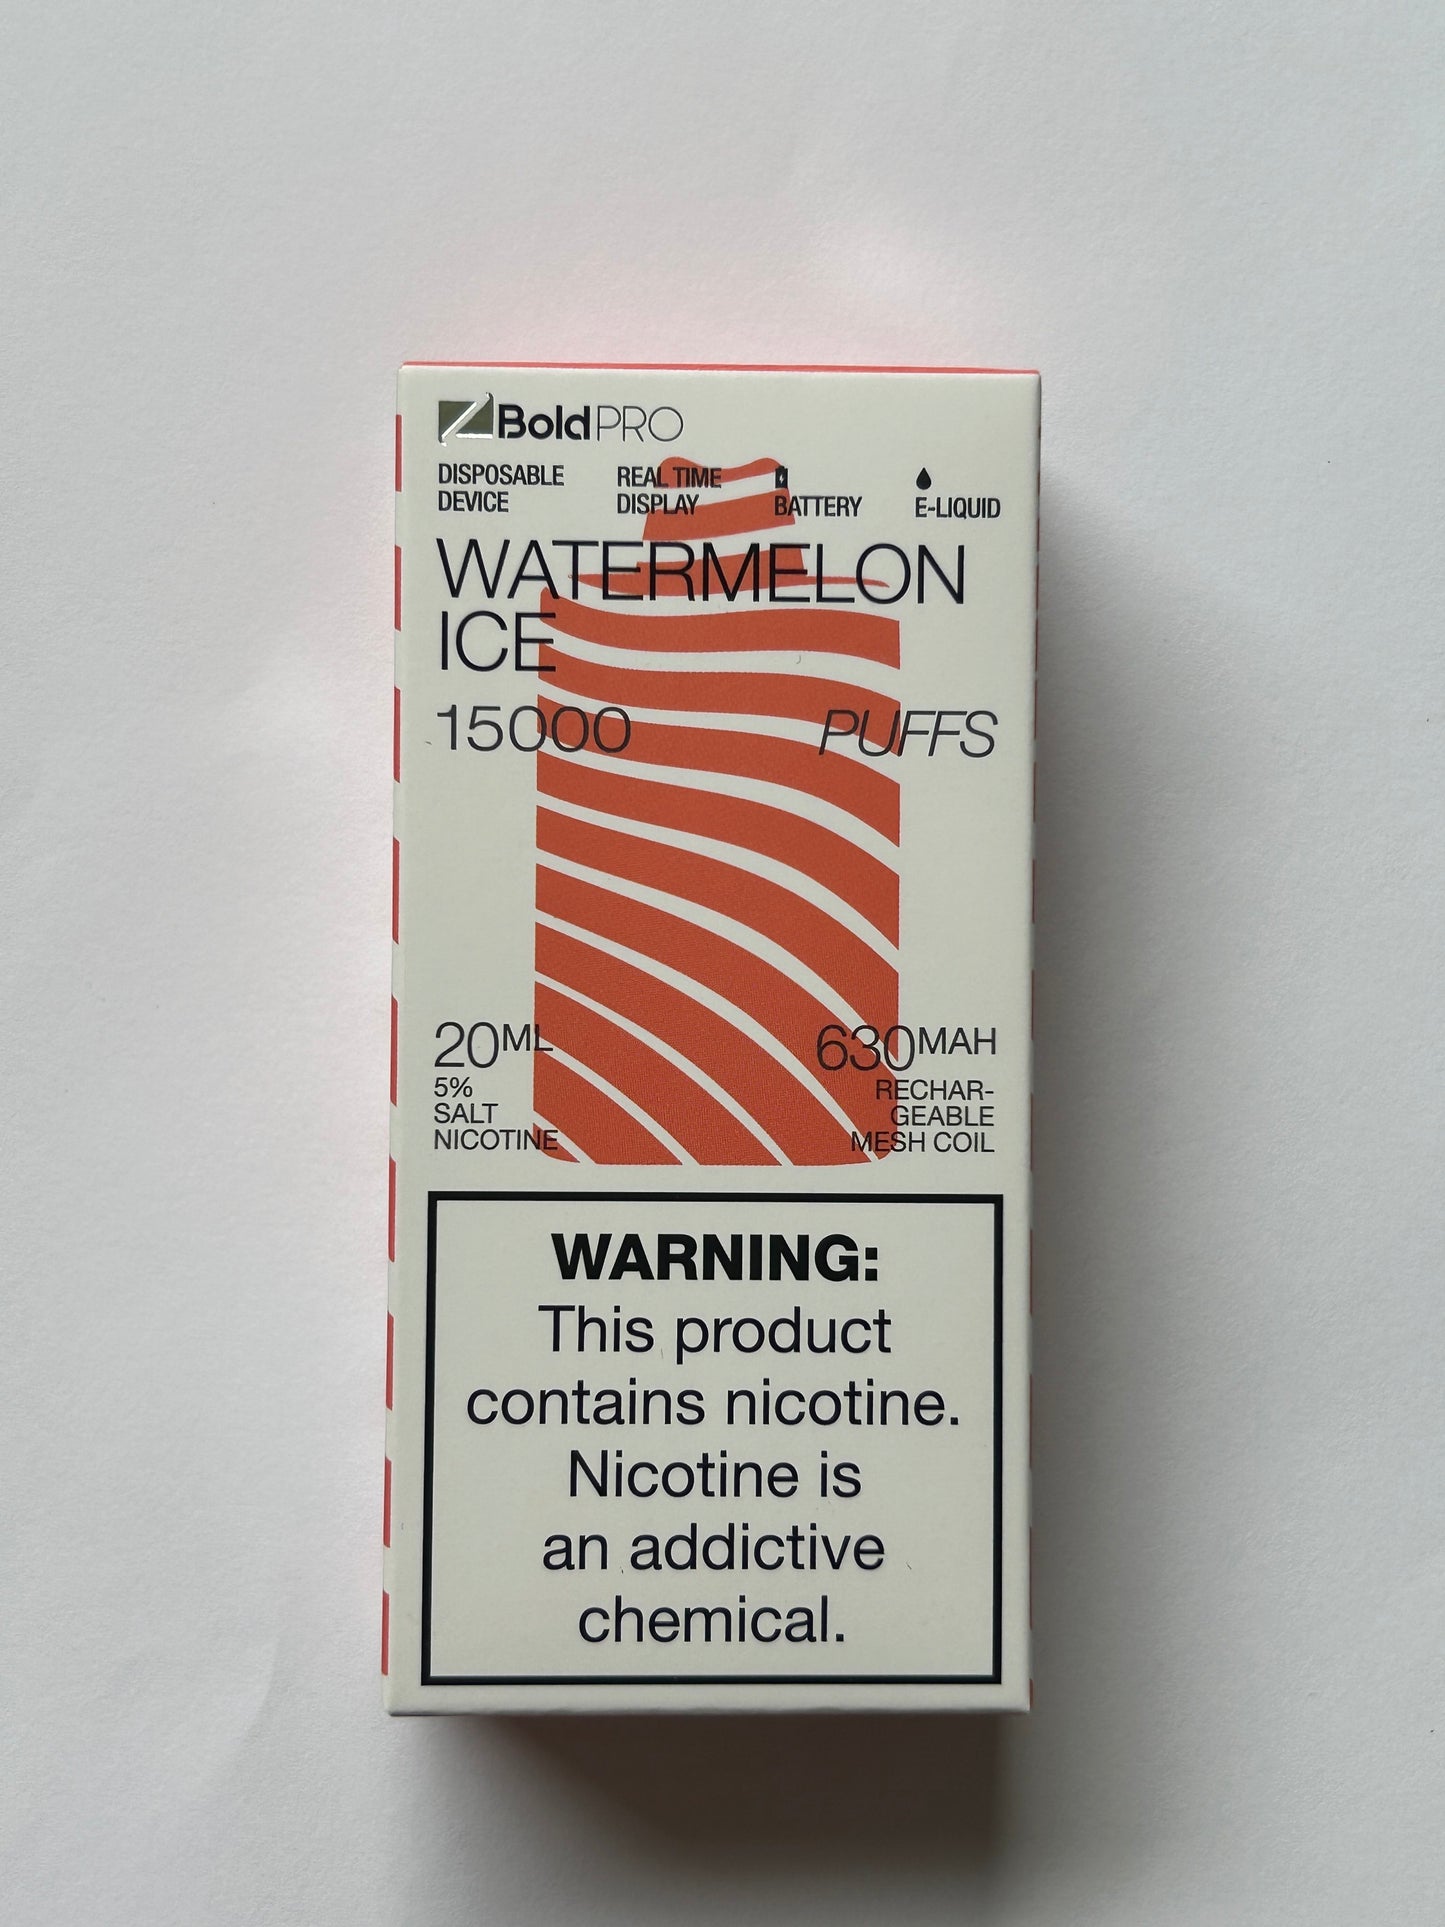 BoldPRO
DISPOSABLE
DEVICE
REAL TIME
DISPLAY
BATTERY
E-LIQUID
WATERMELON
ICE
15000
PUFFS
20ML
5%
SALT
NICOTINE
630MAH
RECHAR-
GEABLE
MESH COIL
WARNING:
This product
contains nicotine.
Nicotine is
an addictive
chemical.